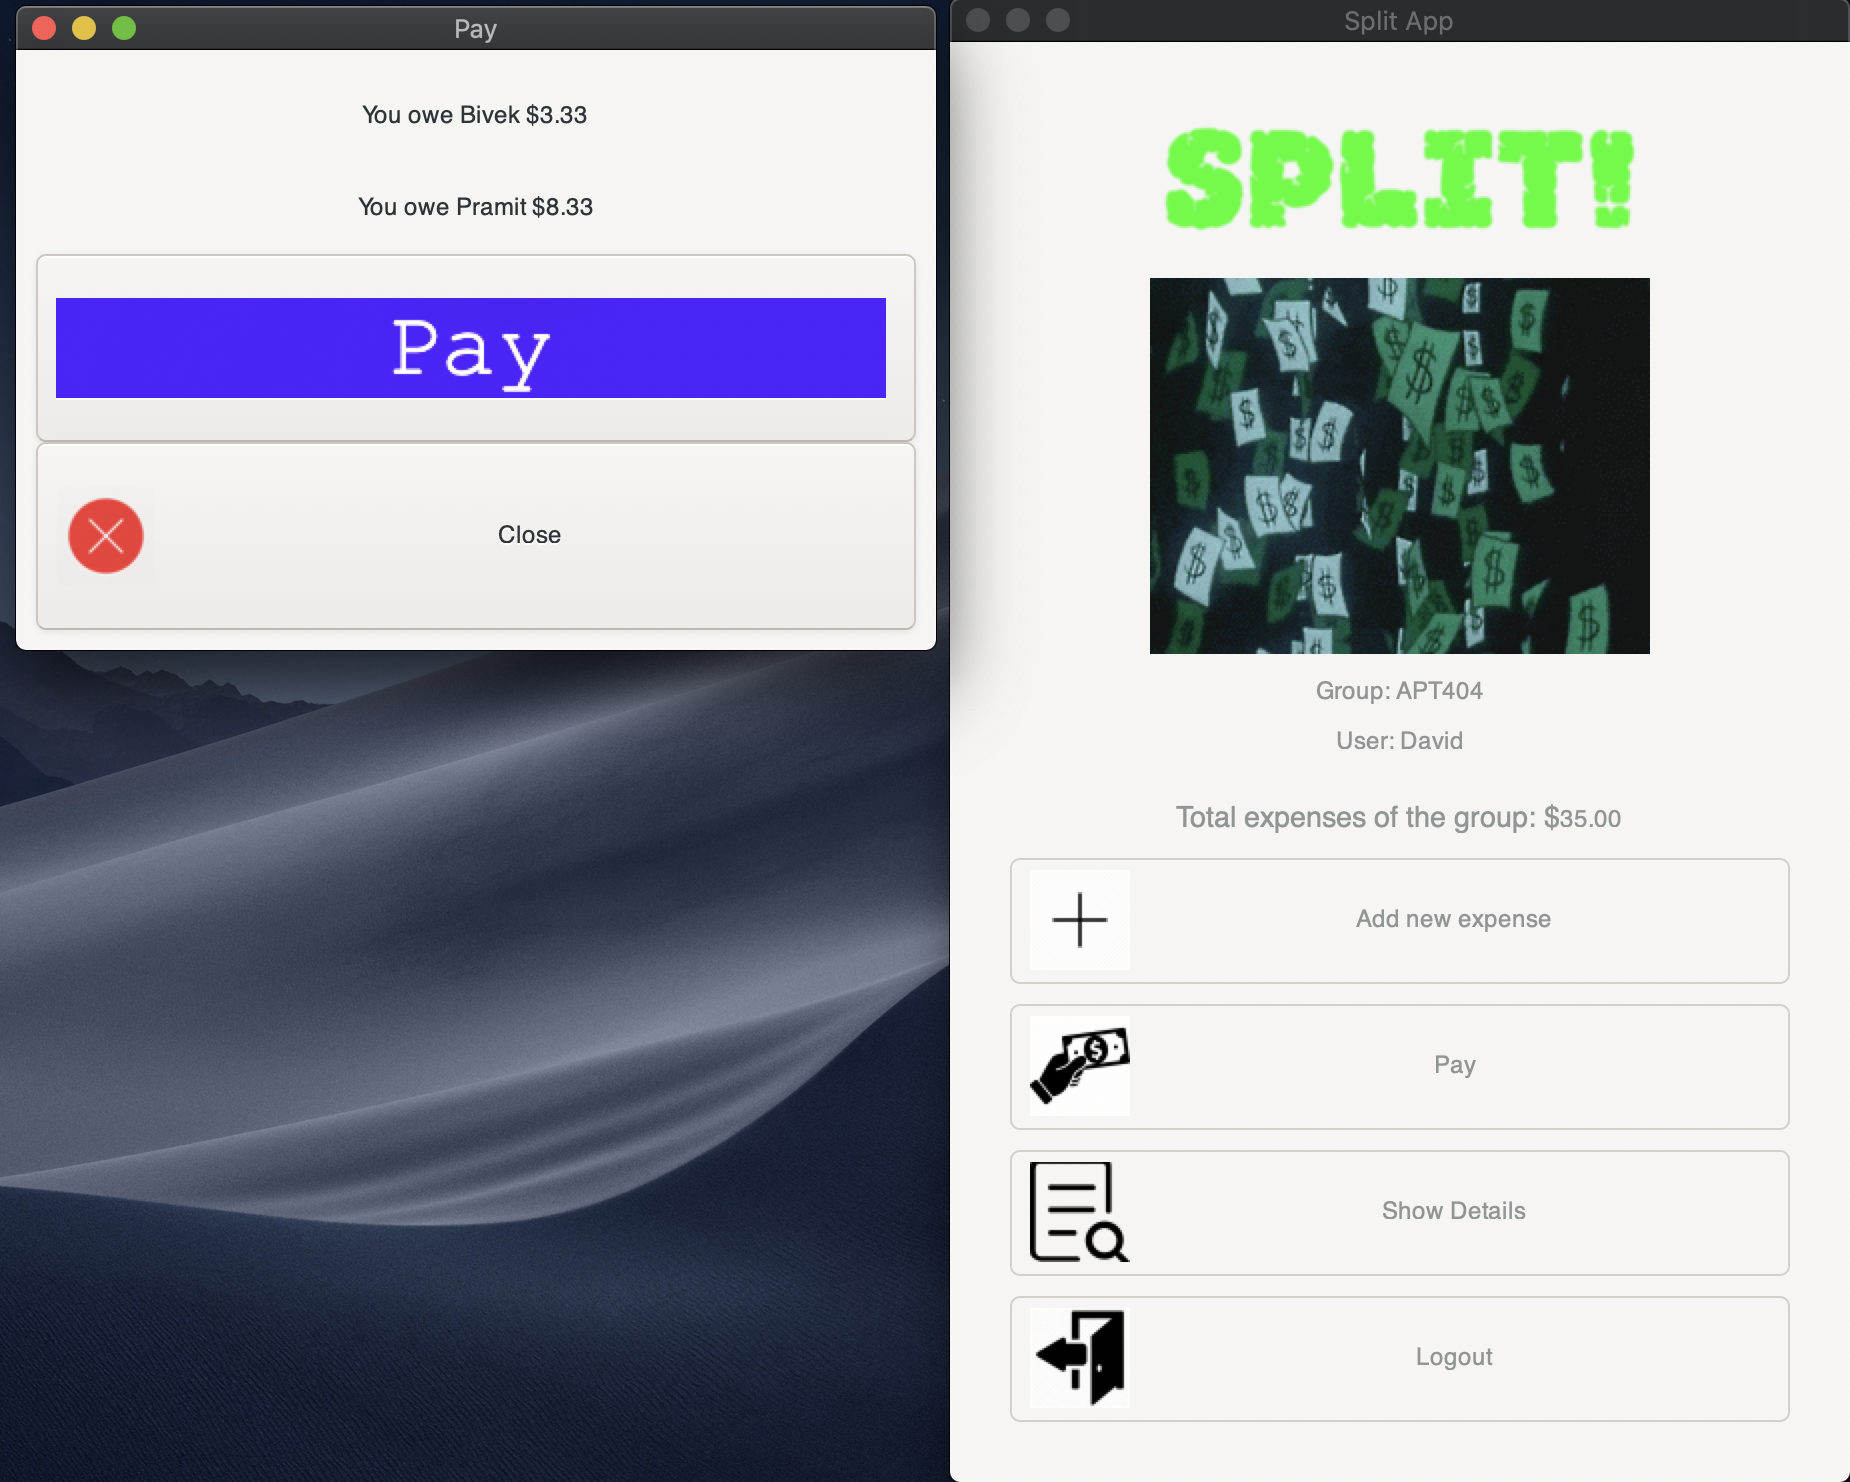 Pay
You owe Bivek $3.33
You owe Pramit $8.33
Pay
Close
Split App
SPLIT!
Group: APT404
User: David
Total expenses of the group: $35.00
Add new expense
Pay
Show Details
Logout